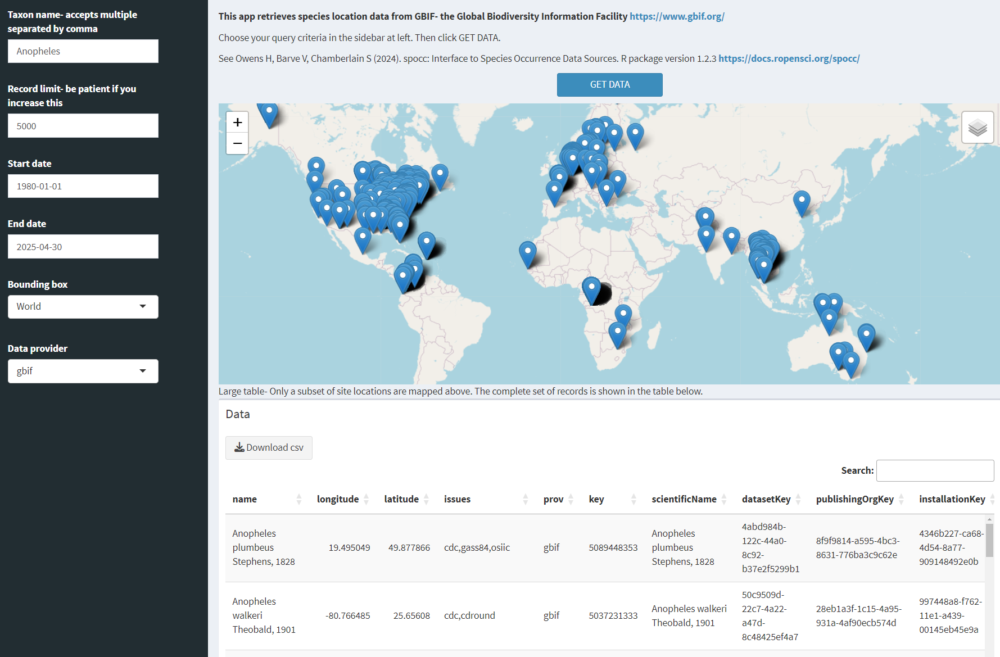 Taxon name- accepts multiple
separated by comma
Anopheles
Record limit- be patient if you
increase this
5000
Start date
1980-01-01
End date
2025-04-30
Bounding box
World
Data provider
gbif
This app retrieves species location data from GBIF- the Global Biodiversity Information Facility https://www.gbif.org/
Choose your query criteria in the sidebar at left. Then click GET DATA.
See Owens H, Barve V, Chamberlain S (2024). spocc: Interface to Species Occurrence Data Sources. R package version 1.2.3 https://docs.ropensci.org/spocc/
GET DATA
+
−
Large table- Only a subset of site locations are mapped above. The complete set of records is shown in the table below.
Data
Download csv
Search:
name longitude latitude issues prov key scientificName datasetKey publishingOrgKey installationKey
Anopheles
plumbeus
Stephens, 1828
19.495049
49.877866
cdc,gass84,osiic
gbif
5089448353
Anopheles
plumbeus
Stephens, 1828
4abd984b-
122c-44a0-
8c92-
b37e2f5299b1
8f9f9814-a595-4bc3-
8631-776ba3c9c62e
4346b227-ca68-
4d54-8a77-
909148492e0b
Anopheles
walkeri
Theobald, 1901
-80.766485
25.65608
cdc,cdround
gbif
5037231333
Anopheles walkeri
Theobald, 1901
50c9509d-
22c7-4a22-
a47d-
8c48425ef4a7
28eb1a3f-1c15-4a95-
931a-4af90ecb574d
997448a8-f762-
11e1-a439-
00145eb45e9a